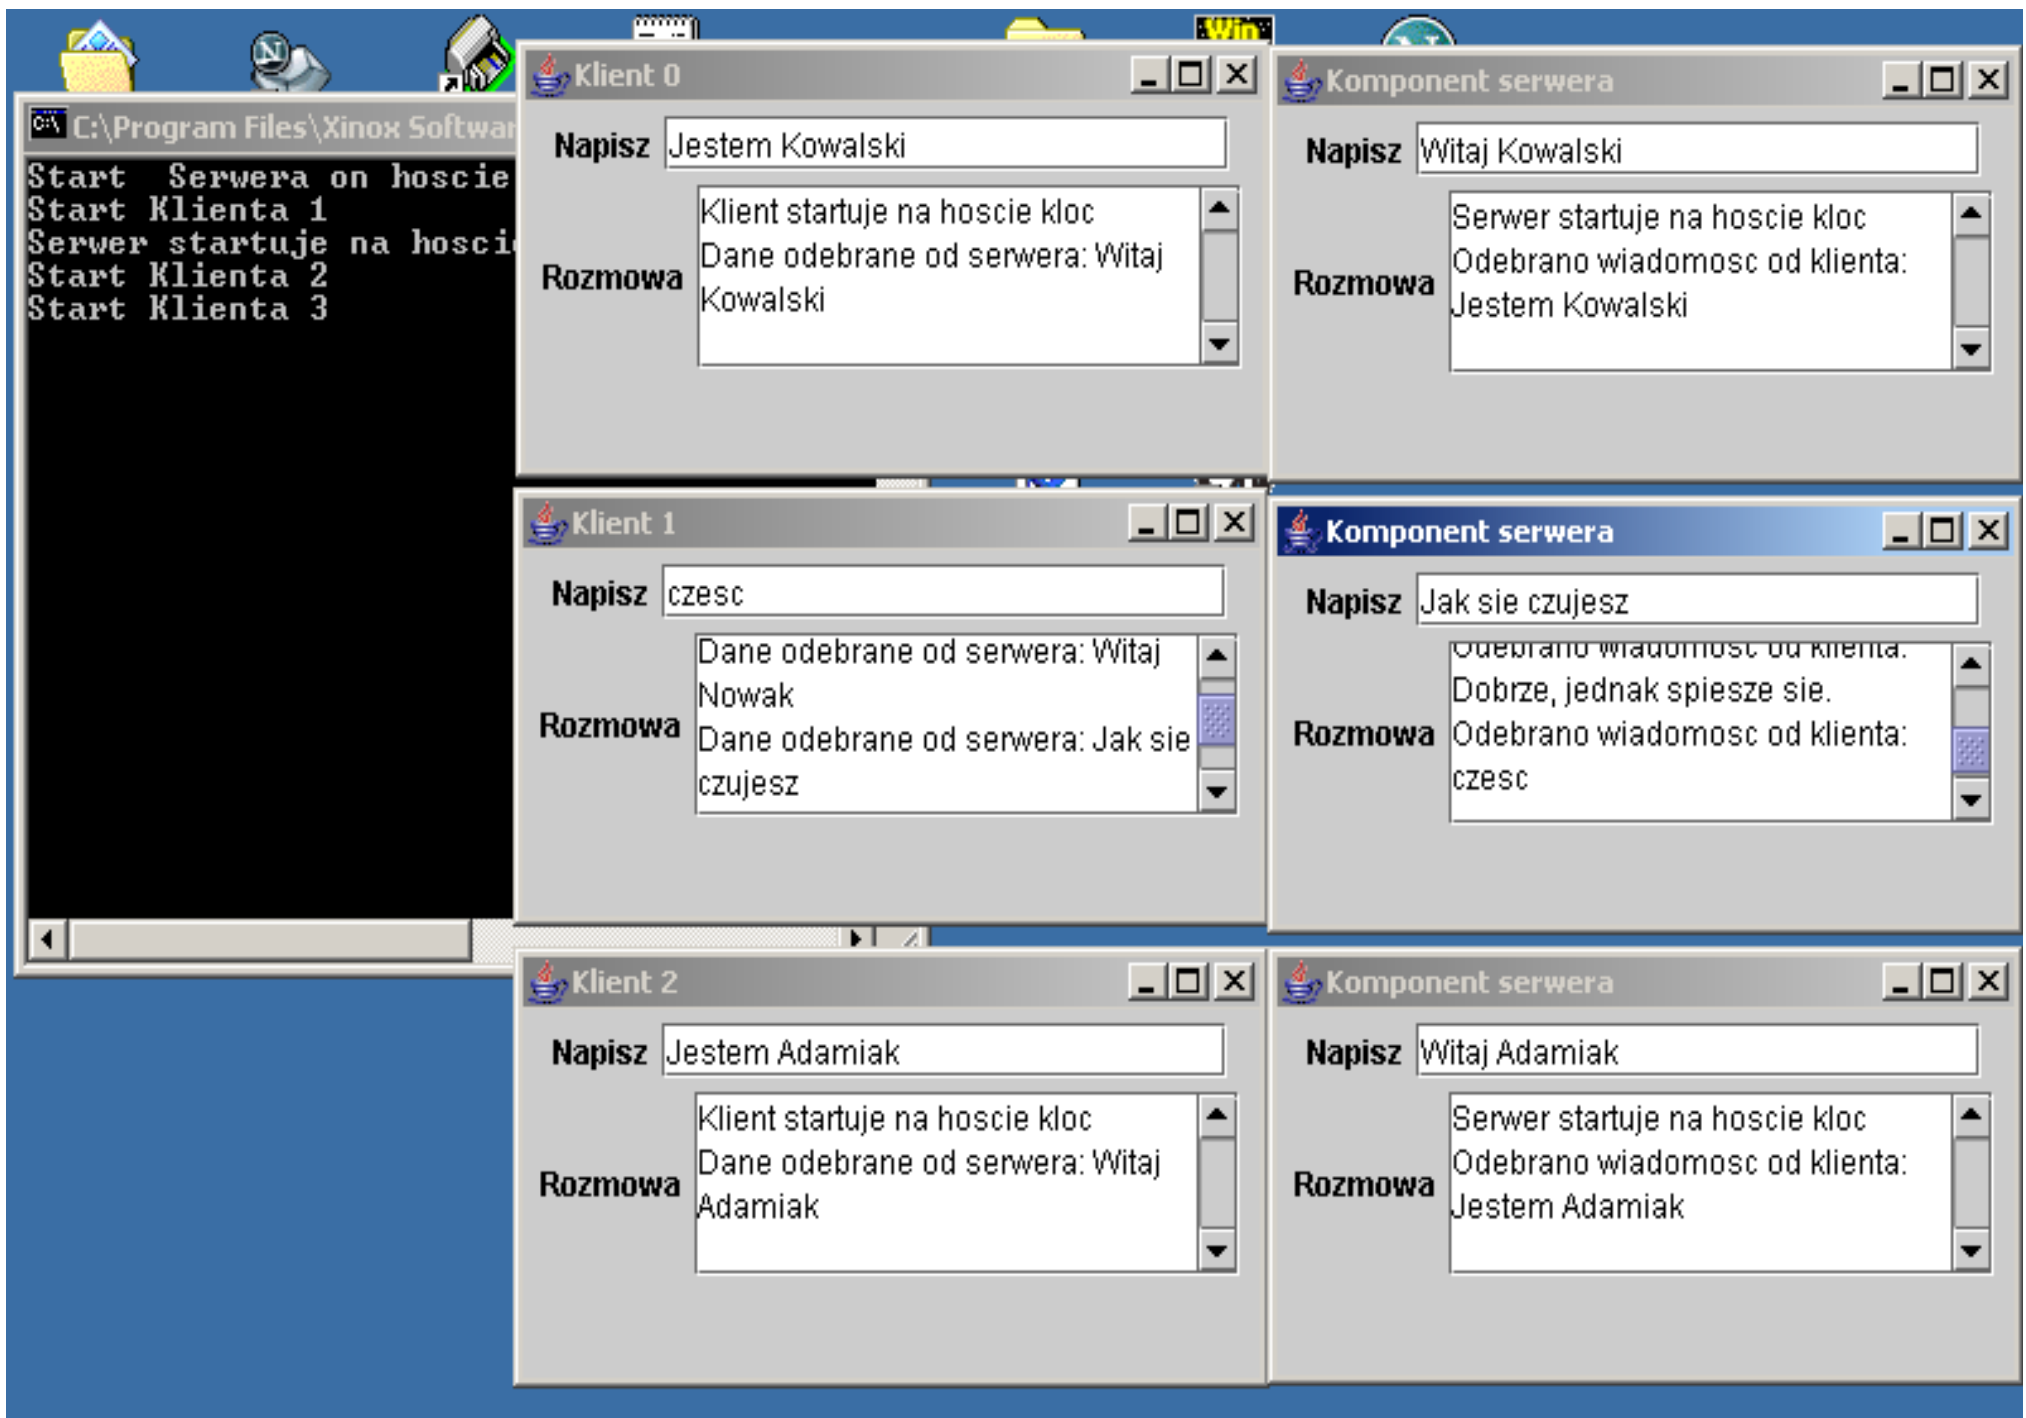 Win
C:\Program Files\Xinox Softwar
Start Serwera on hoscie
Start Klienta 1
Serwer startuje na hosci
Start Klienta 2
Start Klienta 3
Klient 0
Napisz Jestem Kowalski
Rozmowa
Klient startuje na hoscie kloc
Dane odebrane od serwera: Witaj
Kowalski
Komponent serwera
Napisz Witaj Kowalski
Rozmowa
Serwer startuje na hoscie kloc
Odebrano wiadomosc od klienta:
Jestem Kowalski
Klient 1
Napisz czesc
Rozmowa
Dane odebrane od serwera: Witaj
Nowak
Dane odebrane od serwera: Jak sie
czujesz
Komponent serwera
Napisz Jak sie czujesz
Rozmowa
Odebrano wiadomosc od klienta:
Dobrze, jednak spiesze sie.
Odebrano wiadomosc od klienta:
czesc
Klient 2
Napisz Jestem Adamiak
Rozmowa
Klient startuje na hoscie kloc
Dane odebrane od serwera: Witaj
Adamiak
Komponent serwera
Napisz Witaj Adamiak
Rozmowa
Serwer startuje na hoscie kloc
Odebrano wiadomosc od klienta:
Jestem Adamiak